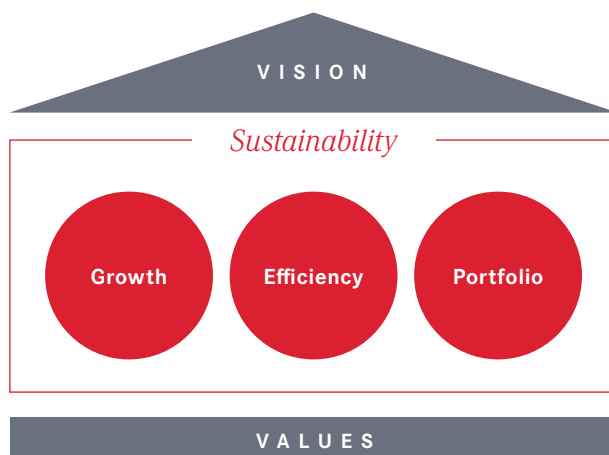 VISION
Sustainability
Growth Efficiency Portfolio
VALUES